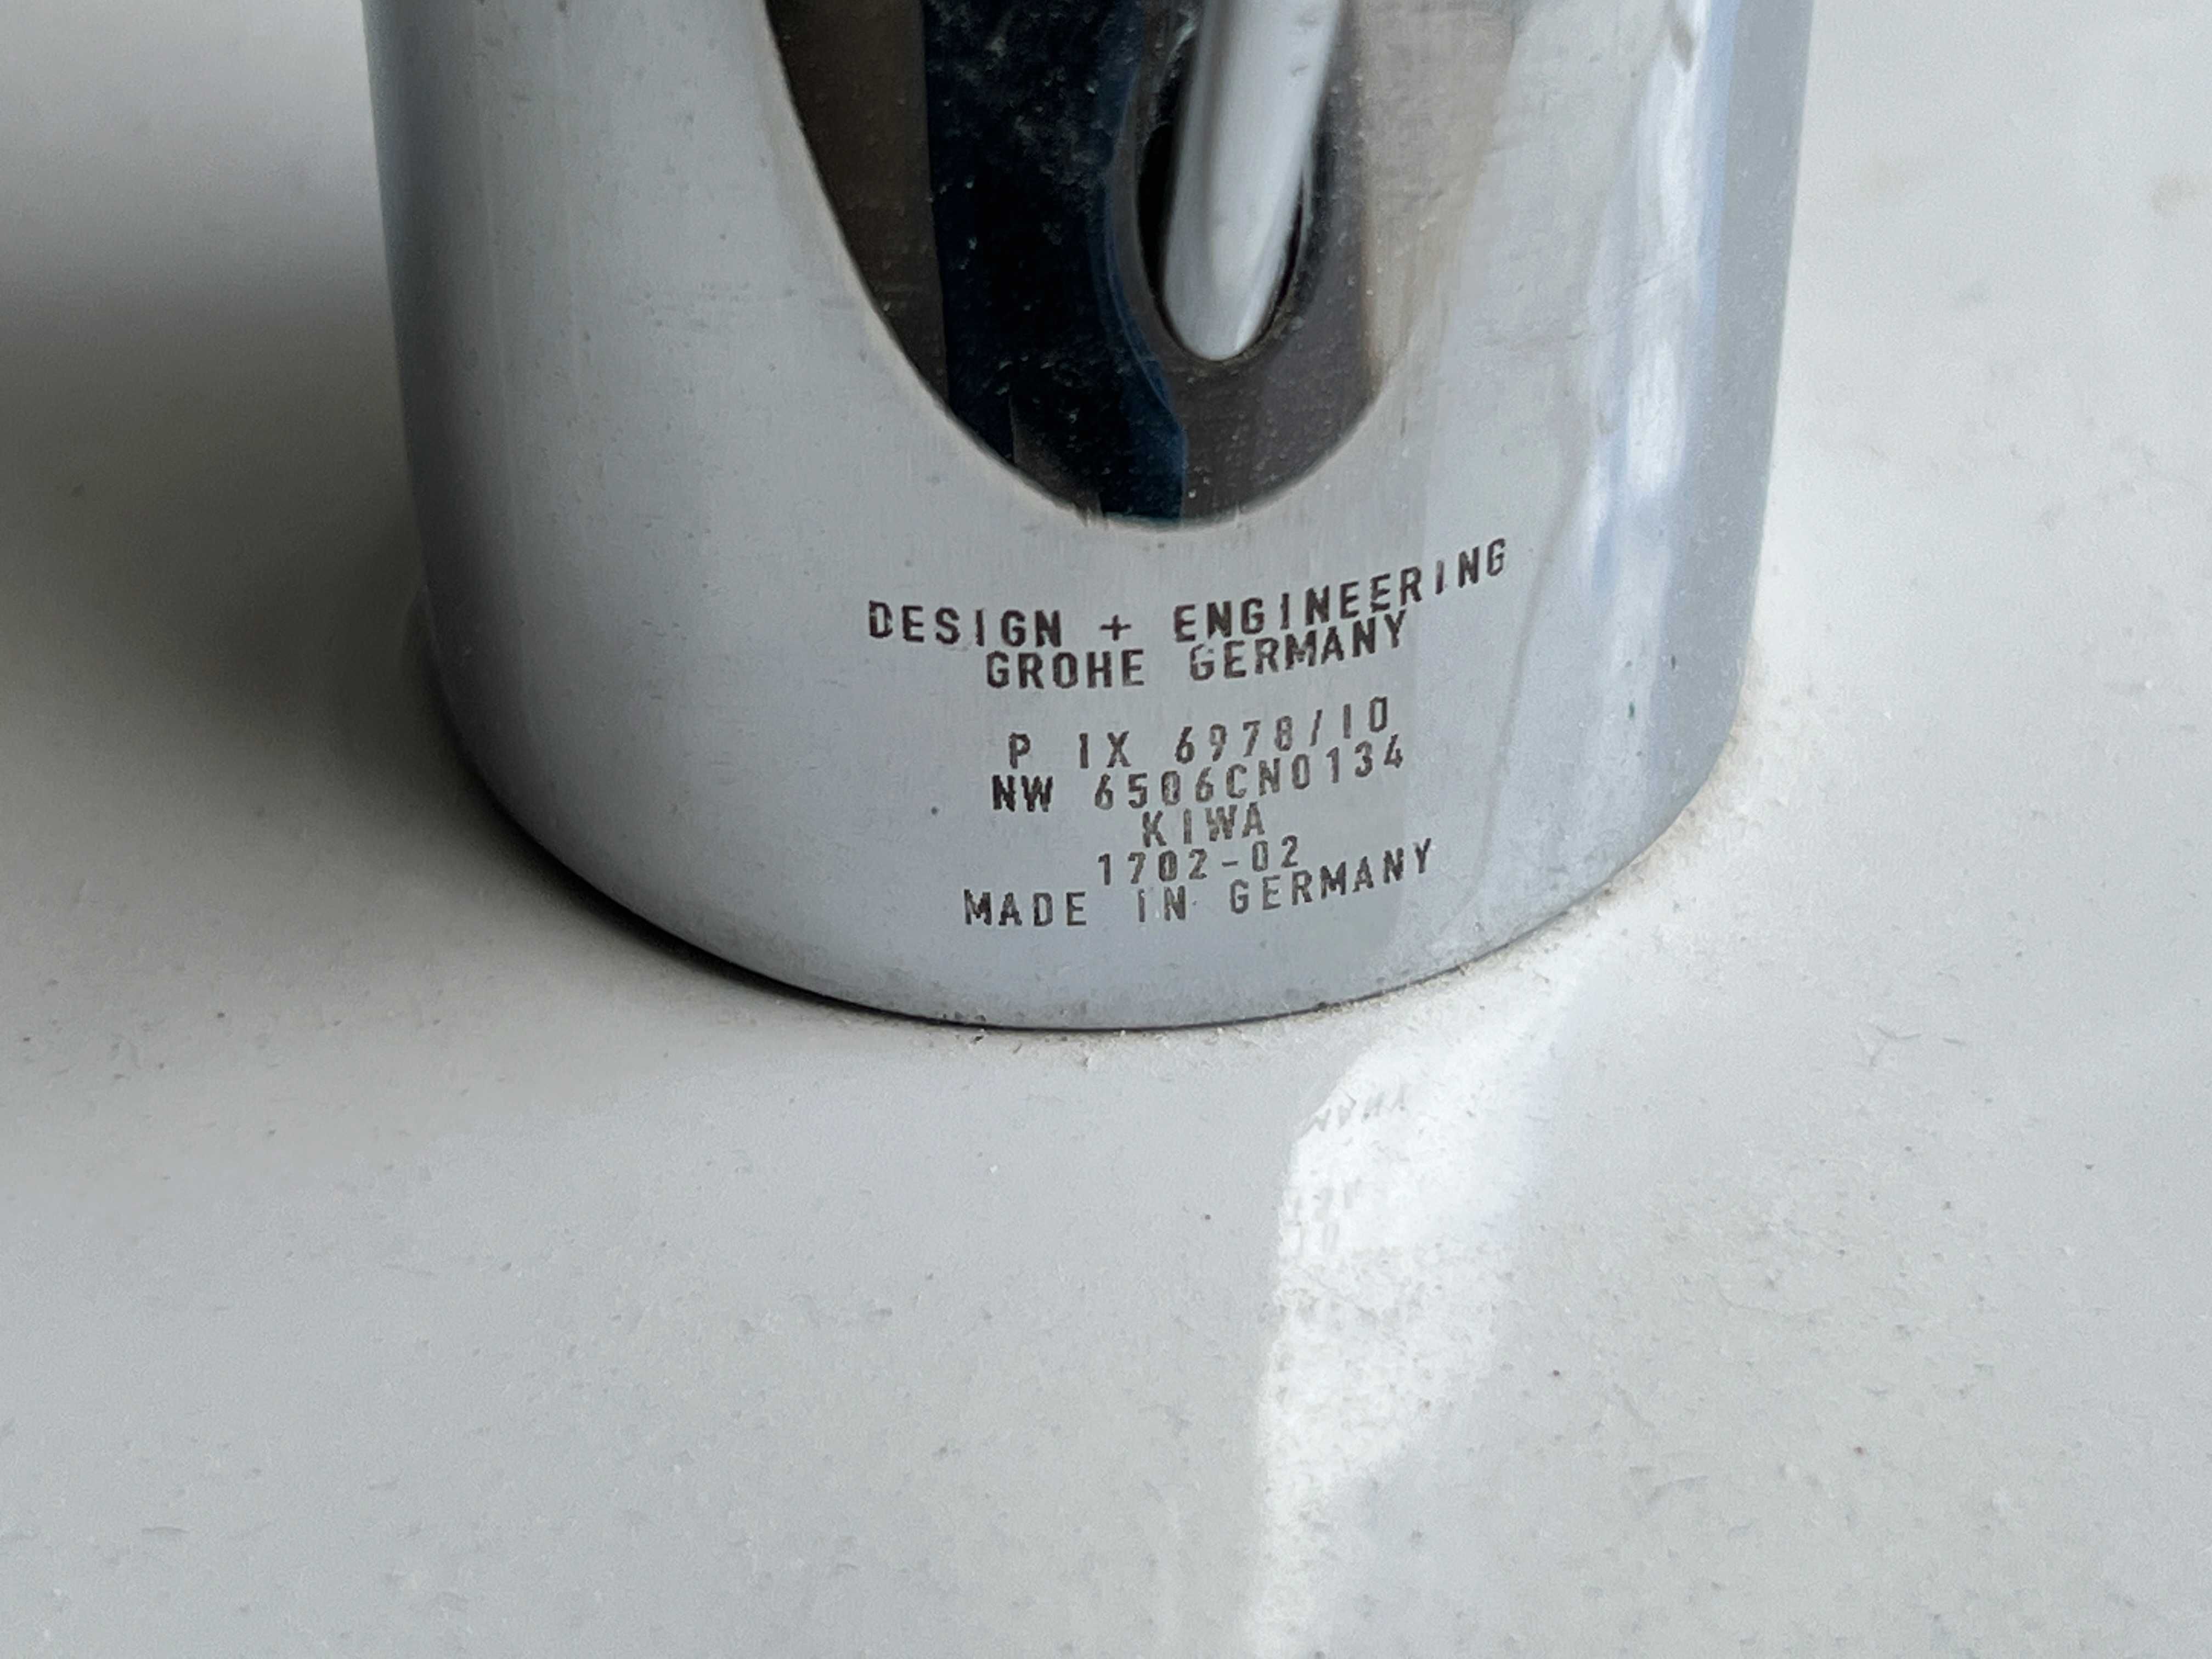 DESIGN + ENGINEERING
GROHE GERMANY
P IX 6978/10
NW 6506CN0134
KIWA
1702-02
MADE IN GERMANY